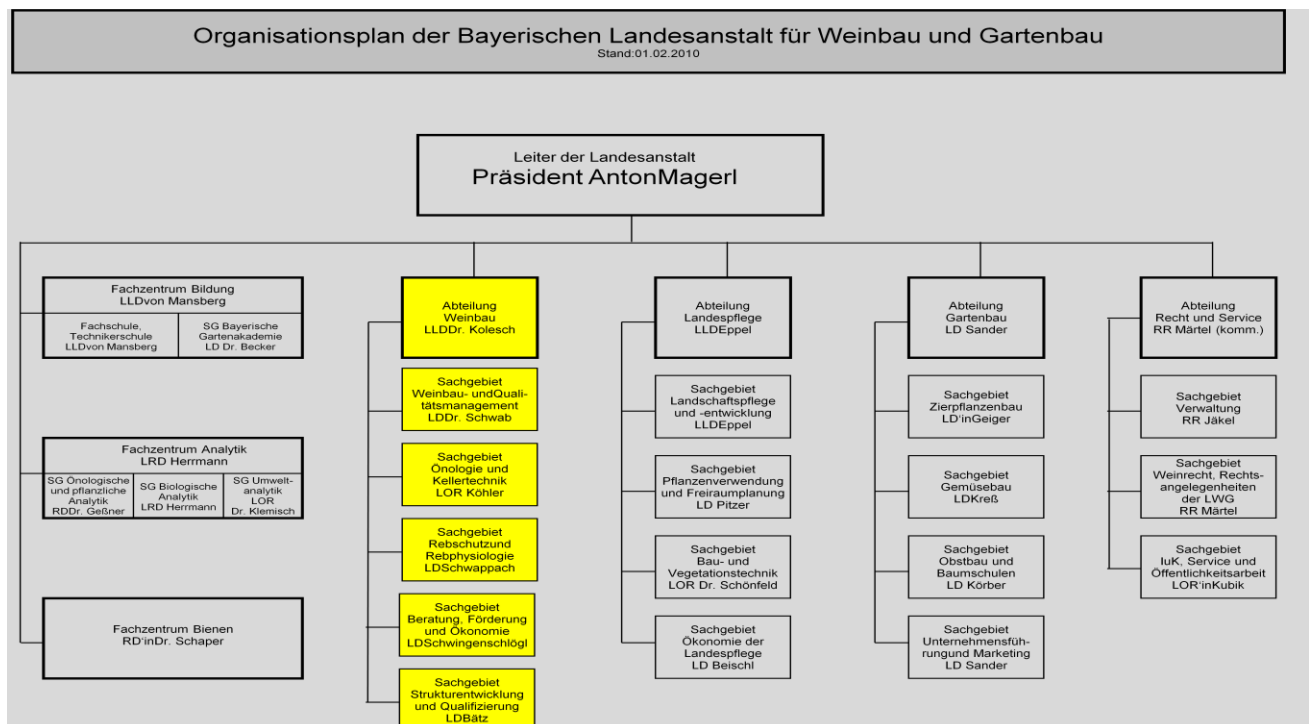 Organisationsplan der Bayerischen Landesanstalt für Weinbau und Gartenbau
Stand:01.02.2010
Leiter der Landesanstalt
Präsident AntonMagerl
Fachzentrum Bildung
LLDvon Mansberg
Fachschule,
Technikerschule
LLDvon Mansberg
SG Bayerische
Gartenakademie
LD Dr. Becker
Fachzentrum Analytik
LRD Herrmann
SG Önologische
und pflanzliche
Analytik
RDDr. Geßner
SG Biologische
Analytik
LRD Herrmann
SG Umwelt-
analytik
LOR
Dr. Klemisch
Fachzentrum Bienen
RD'inDr. Schaper
Abteilung
Weinbau
LLDDr. Kolesch
Sachgebiet
Weinbau- undQuali-
tätsmanagement
LDDr. Schwab
Sachgebiet
Önologie und
Kellertechnik
LOR Köhler
Sachgebiet
Rebschutzund
Rebphysiologie
LDSchwappach
Sachgebiet
Beratung, Förderung
und Ökonomie
LDSchwingenschlögl
Sachgebiet
Strukturentwicklung
und Qualifizierung
LDBätz
Abteilung
Landespflege
LLDEppel
Sachgebiet
Landschaftspflege
und -entwicklung
LLDEppel
Sachgebiet
Pflanzenverwendung
und Freiraumplanung
LD Pitzer
Sachgebiet
Bau- und
Vegetationstechnik
LOR Dr. Schönfeld
Sachgebiet
Ökonomie der
Landespflege
LD Beischl
Abteilung
Gartenbau
LD Sander
Sachgebiet
Zierpflanzenbau
LD'inGeiger
Sachgebiet
Gemüsebau
LDKreß
Sachgebiet
Obstbau und
Baumschulen
LD Körber
Sachgebiet
Unternehmensfüh-
rungund Marketing
LD Sander
Abteilung
Recht und Service
RR Märtel (komm.)
Sachgebiet
Verwaltung
RR Jäkel
Sachgebiet
Weinrecht, Rechts-
angelegenheiten
der LWG
RR Märtel
Sachgebiet
IuK, Service und
Öffentlichkeitsarbeit
LOR'inKubik